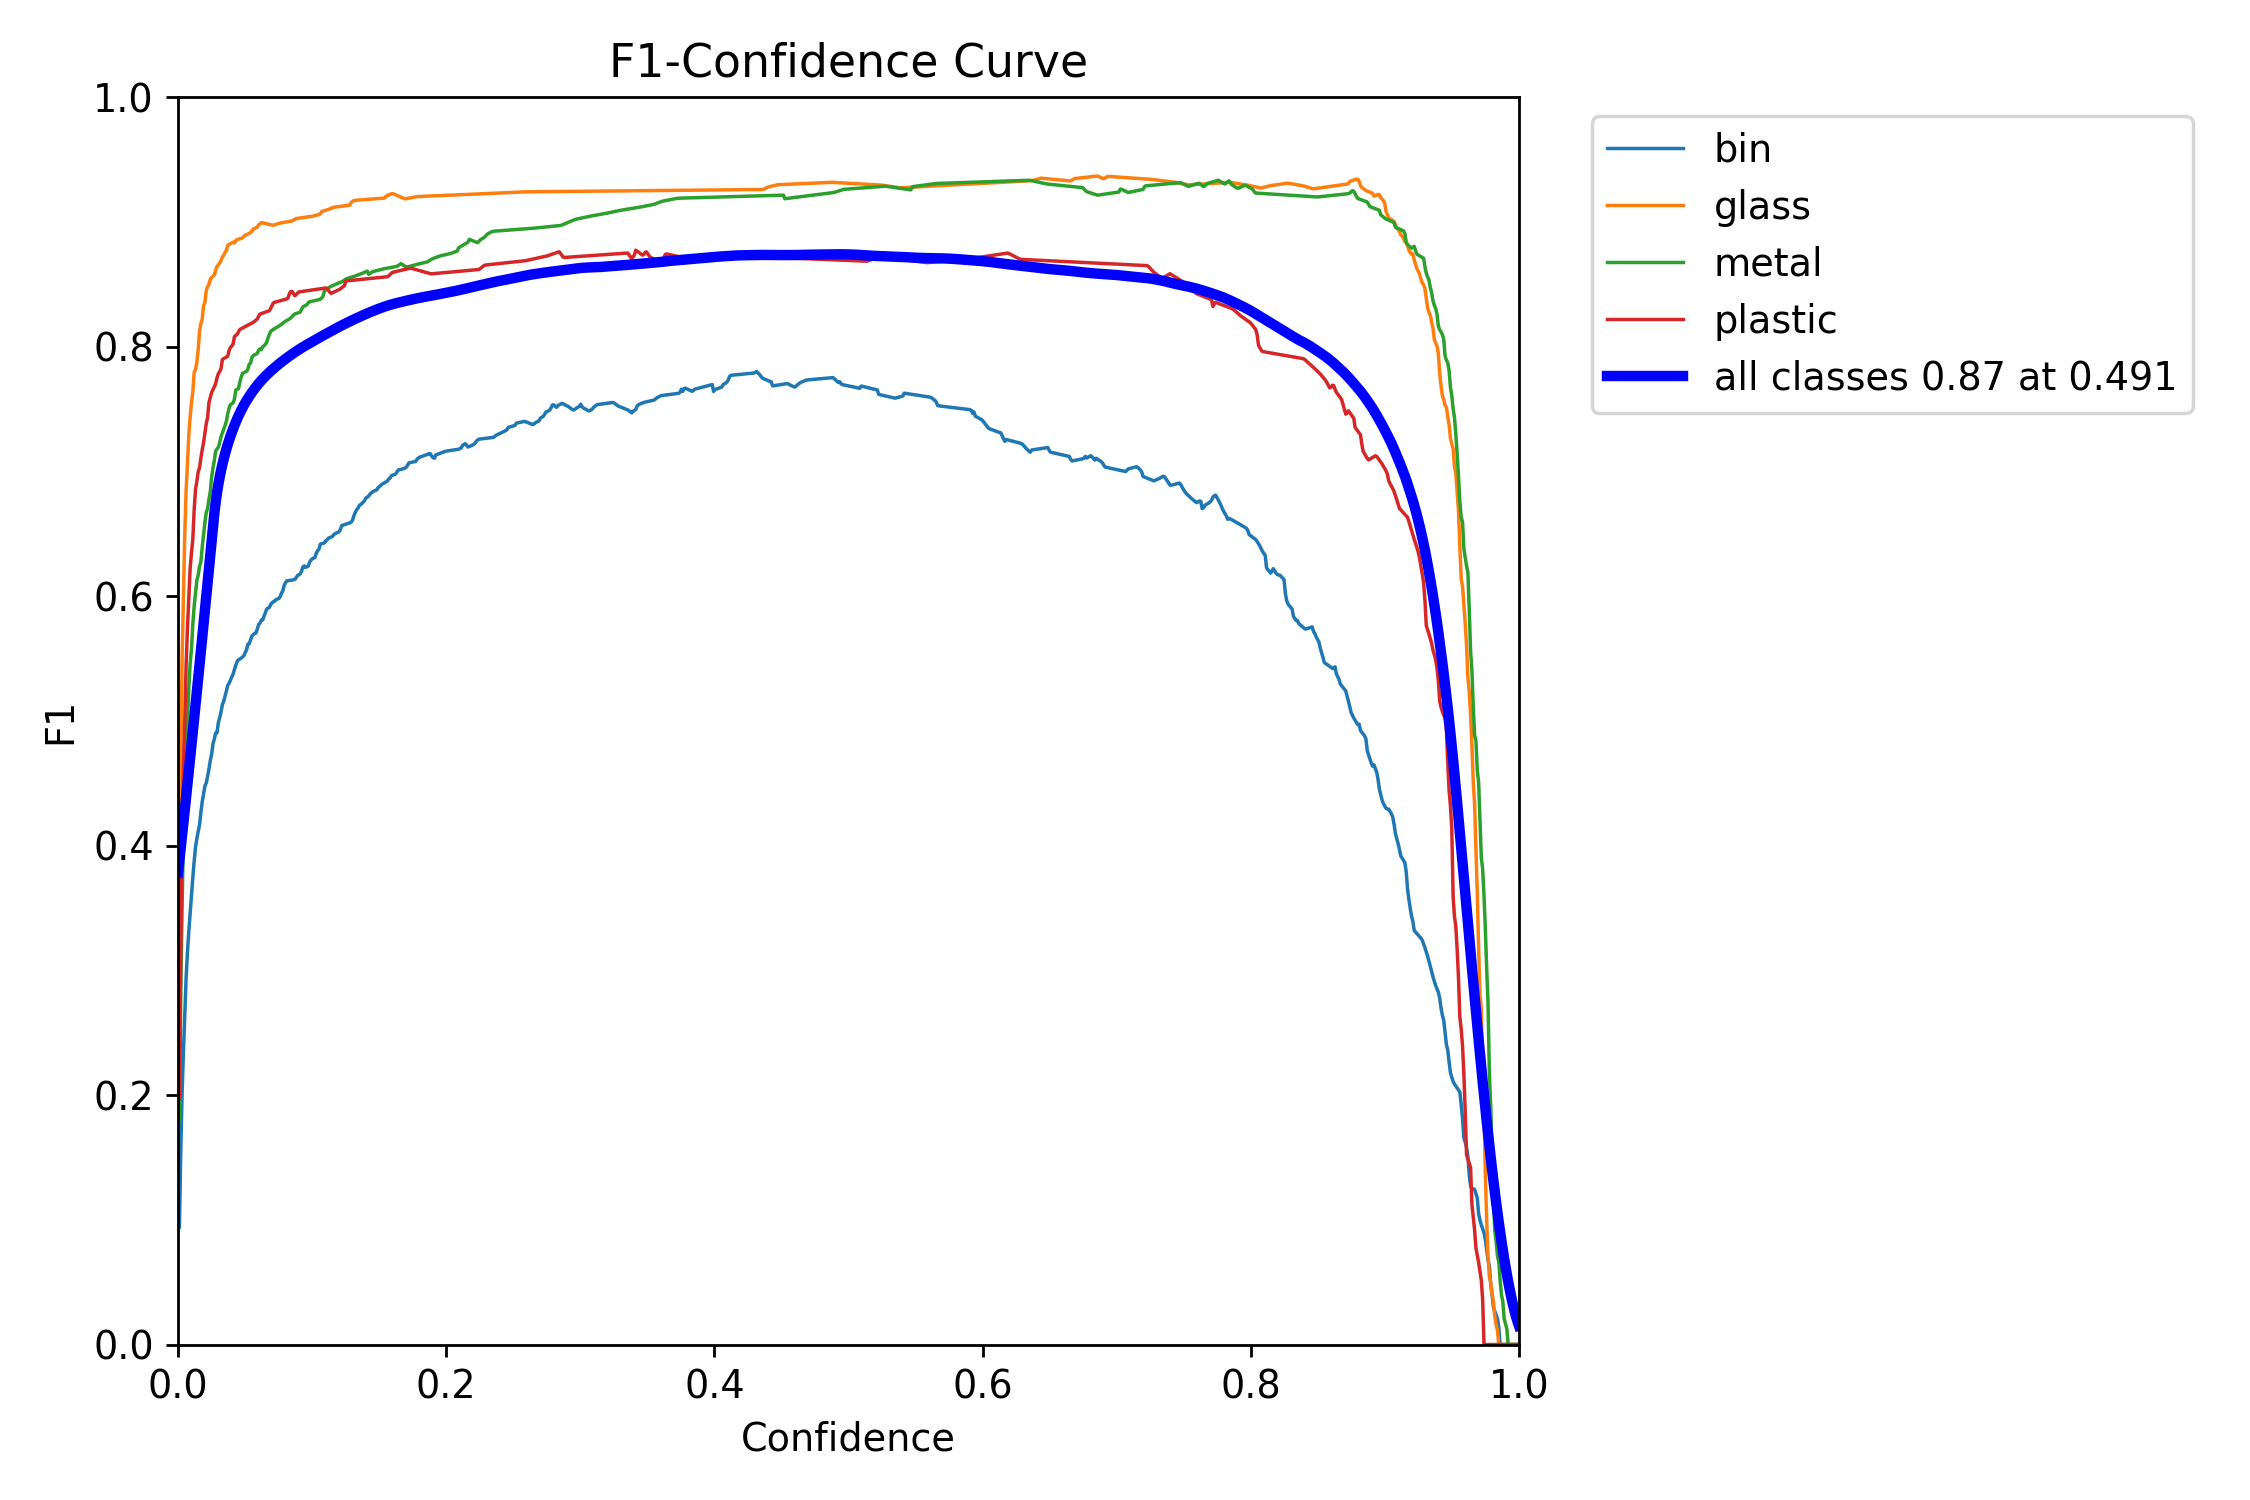 F1-Confidence Curve
1.0
0.8
0.6
0.4
0.2
0.0
F1
0.0 0.2 0.4 0.6 0.8 1.0
Confidence
bin
glass
metal
plastic
all classes 0.87 at 0.491